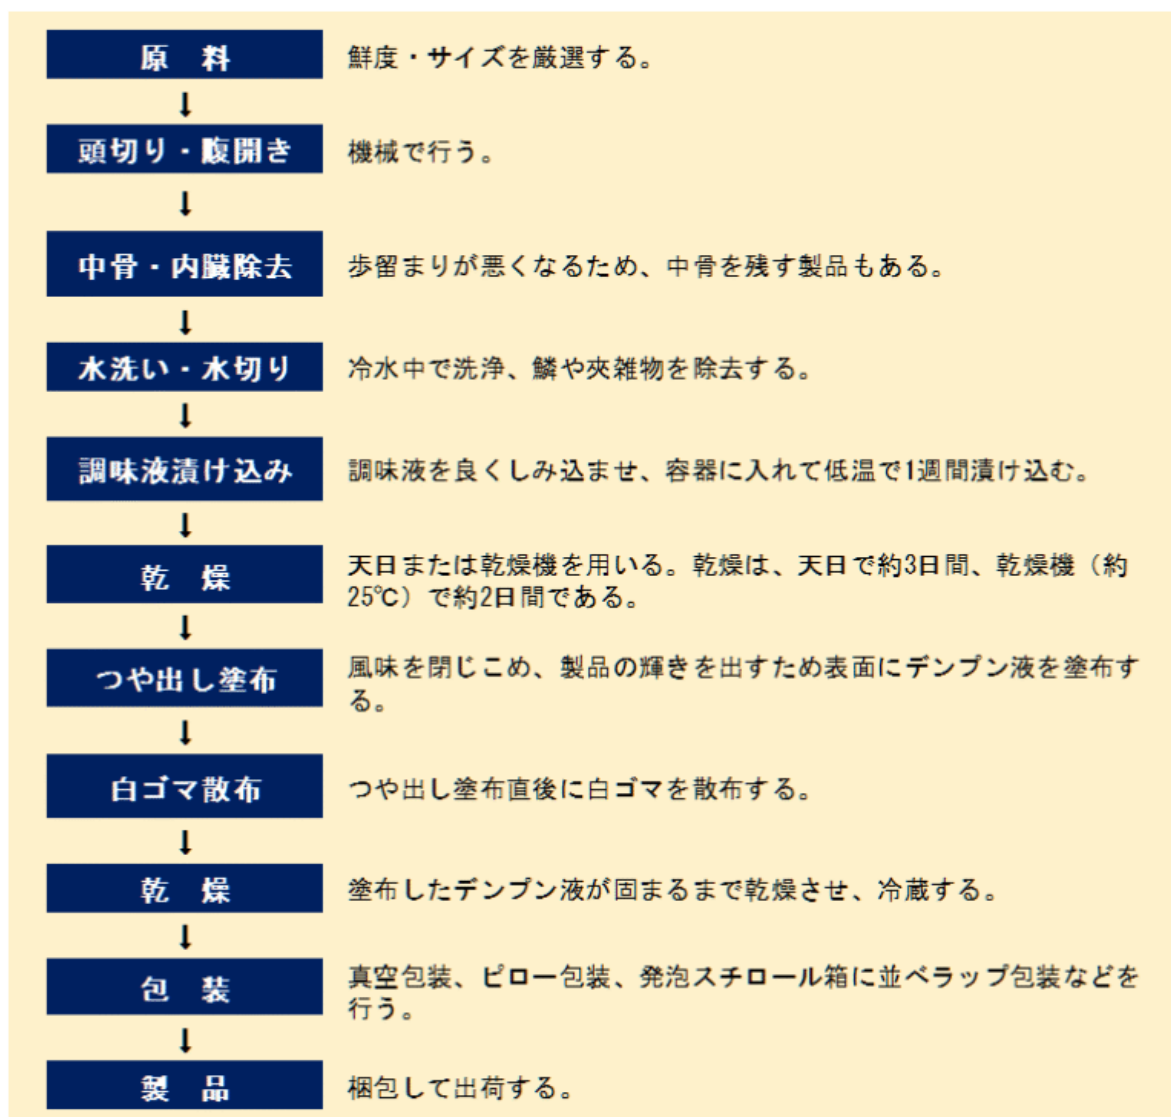 原 料
鮮度・サイズを厳選する。
↓
頭切り・腹開き
機械で行う。
↓
中骨・内臓除去
歩留まりが悪くなるため、中骨を残す製品もある。
↓
水洗い・水切り
冷水中で洗浄、鱗や夾雑物を除去する。
↓
調味液漬け込み
調味液を良くしみ込ませ、容器に入れて低温で1週間漬け込む。
↓
乾 燥
天日または乾燥機を用いる。乾燥は、天日で約3日間、乾燥機（約
25℃）で約2日間である。
↓
つや出し塗布
風味を閉じこめ、製品の輝きを出すため表面にデンプン液を塗布す
る。
↓
白ゴマ散布
つや出し塗布直後に白ゴマを散布する。
↓
乾 燥
塗布したデンプン液が固まるまで乾燥させ、冷蔵する。
↓
包 装
真空包装、ピロー包装、発泡スチロール箱に並べラップ包装などを
行う。
↓
製 品
梱包して出荷する。